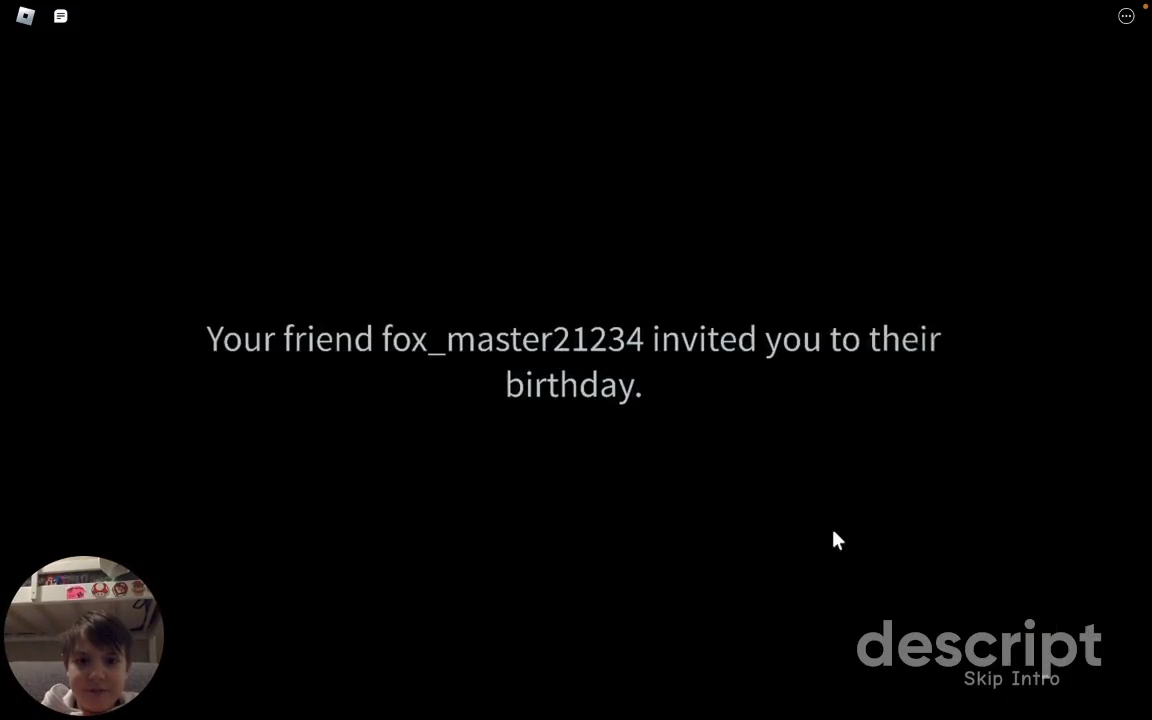 Your friend fox_master21234 invited you to their
birthday.
descript
Skip Intro